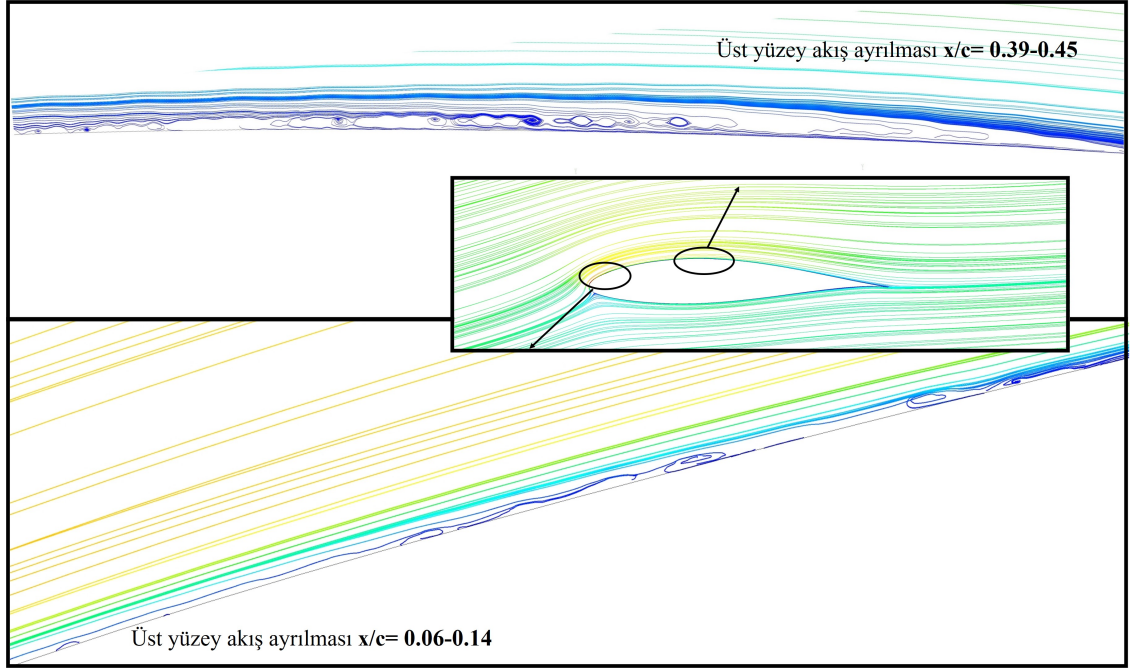 Üst yüzey akış ayrılması x/c= 0.39-0.45
Üst yüzey akış ayrılması x/c= 0.06-0.14